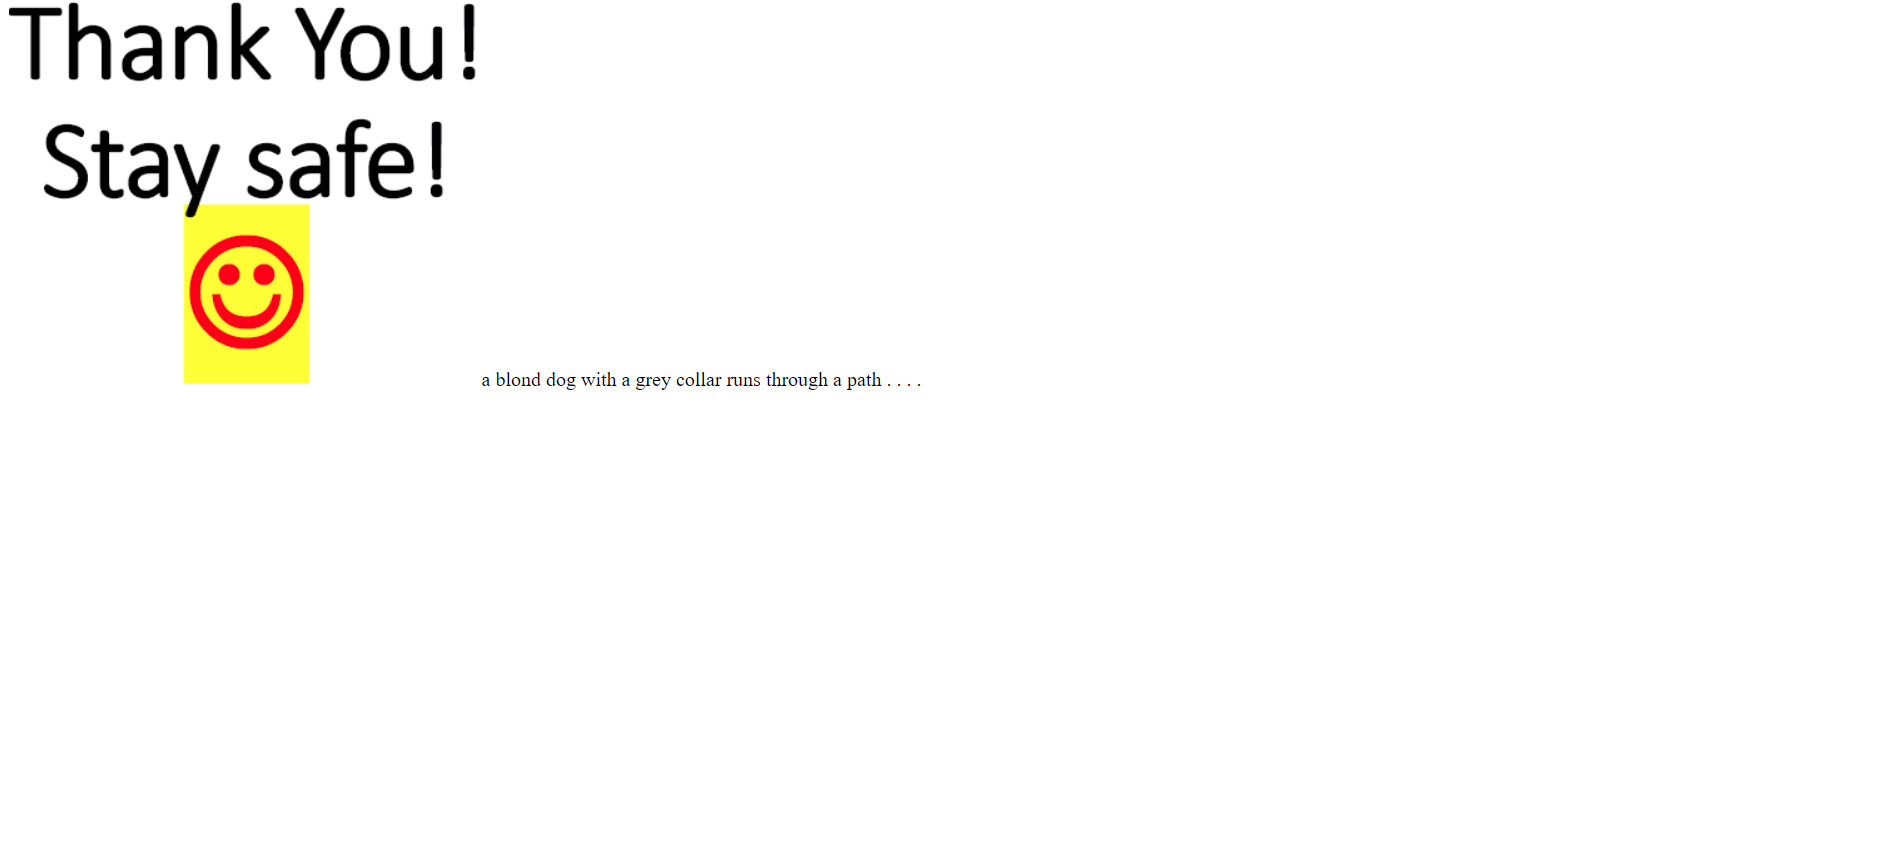 Thank You!
Stay safe!
a blond dog with a grey collar runs through a path . . . .